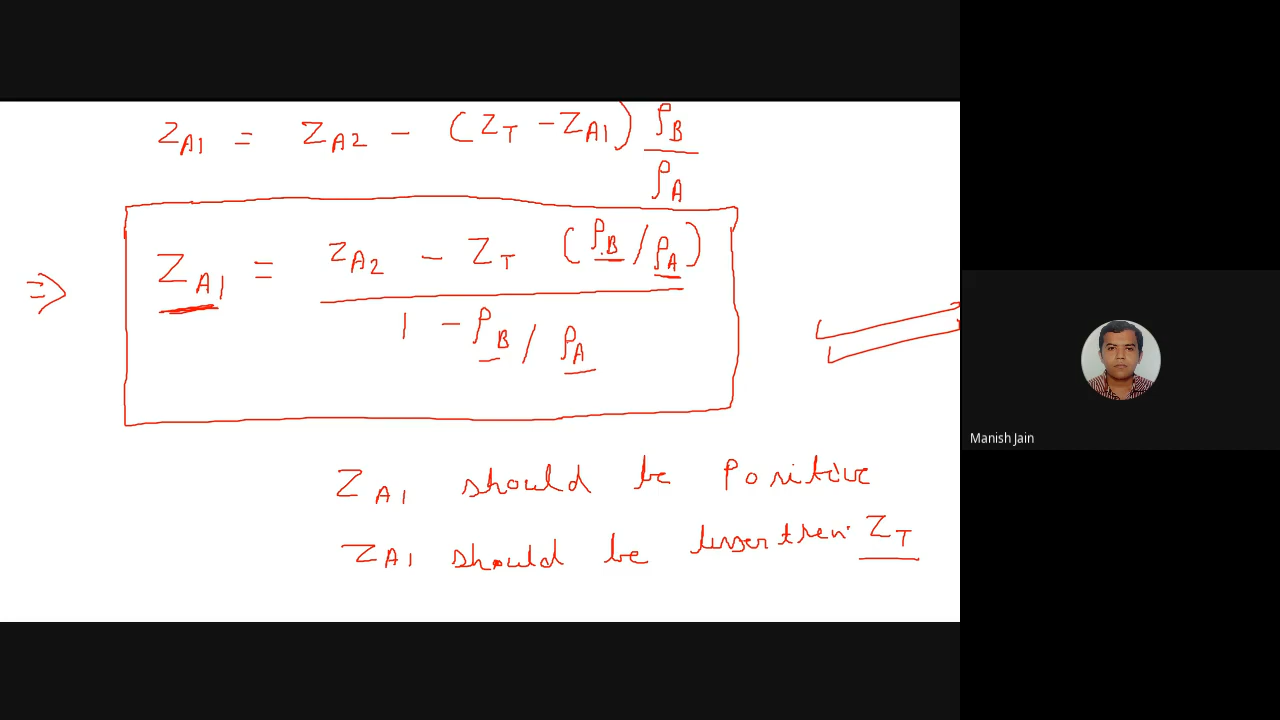 Z_A1 = Z_A2 - (Z_T - Z_A1) ρ_B / ρ_A
⇒ Z_A1 = (Z_A2 - Z_T (ρ_B/ρ_A)) / (1 - ρ_B/ρ_A)
Z_A1 should be positive
Z_A1 should be lesser then Z_T
Manish Jain